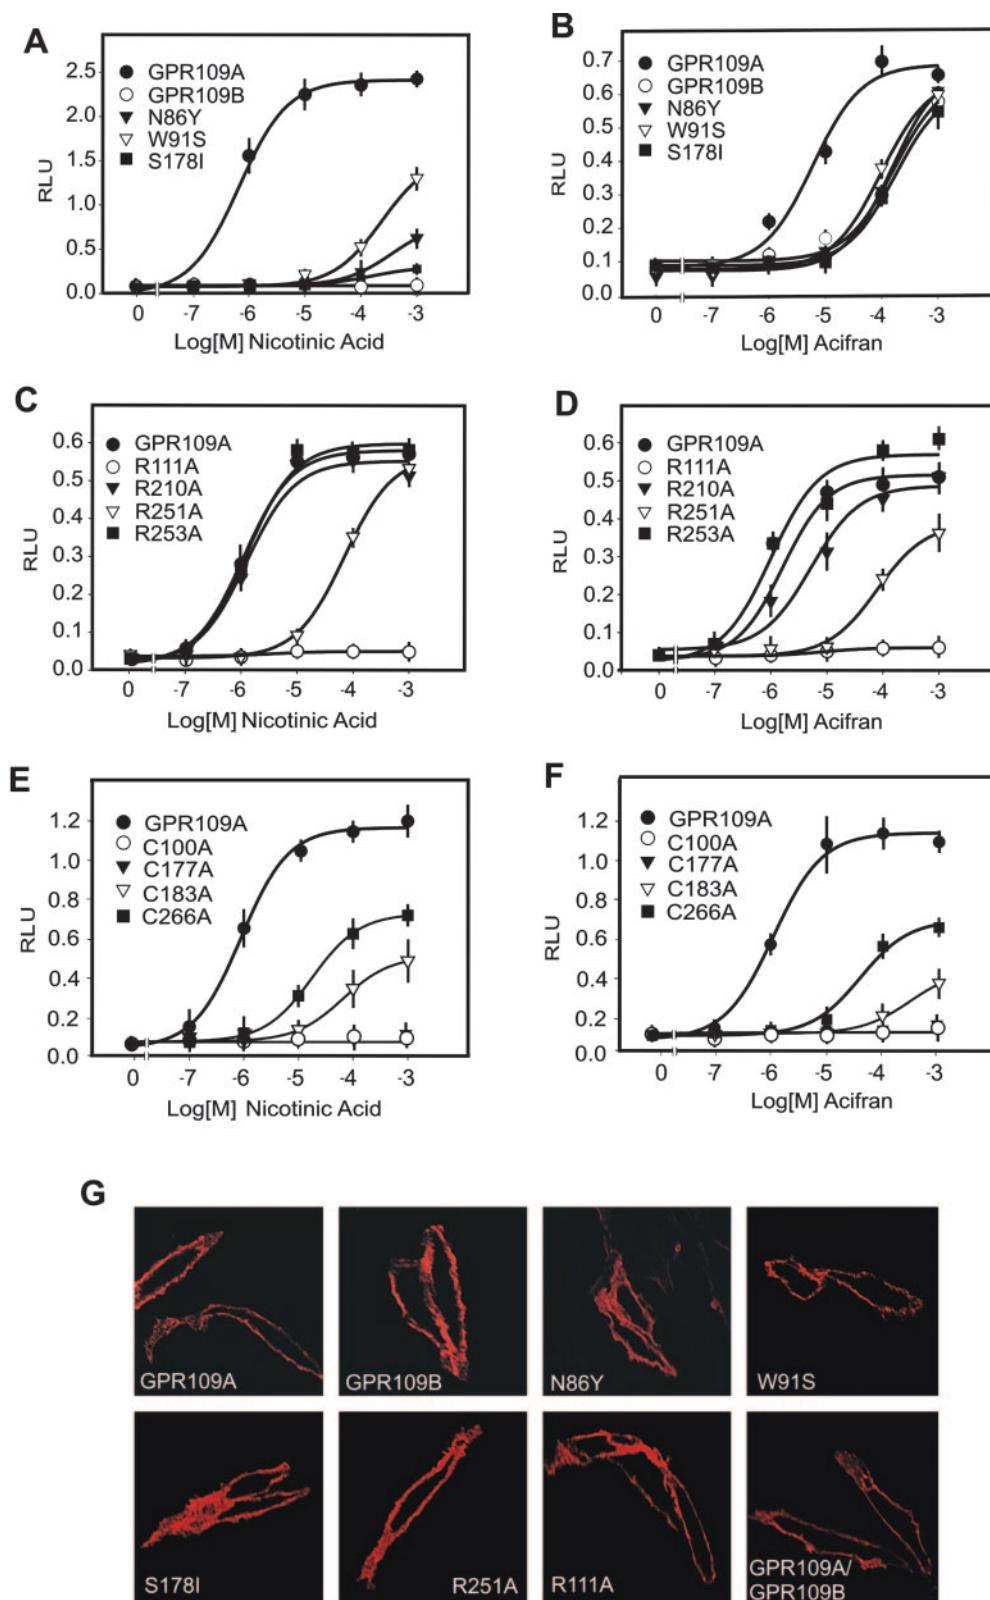 A
2.5
2.0
1.5
1.0
0.5
0.0
RLU
GPR109A
GPR109B
N86Y
W91S
S178I
0 -7 -6 -5 -4 -3
Log[M] Nicotinic Acid
B
0.7
0.6
0.5
0.4
0.3
0.2
0.1
0.0
RLU
GPR109A
GPR109B
N86Y
W91S
S178I
0 -7 -6 -5 -4 -3
Log[M] Acifran
C
0.6
0.5
0.4
0.3
0.2
0.1
0.0
RLU
GPR109A
R111A
R210A
R251A
R253A
0 -7 -6 -5 -4 -3
Log[M] Nicotinic Acid
D
0.6
0.5
0.4
0.3
0.2
0.1
0.0
RLU
GPR109A
R111A
R210A
R251A
R253A
0 -7 -6 -5 -4 -3
Log[M] Acifran
E
1.2
1.0
0.8
0.6
0.4
0.2
0.0
RLU
GPR109A
C100A
C177A
C183A
C266A
0 -7 -6 -5 -4 -3
Log[M] Nicotinic Acid
F
1.2
1.0
0.8
0.6
0.4
0.2
0.0
RLU
GPR109A
C100A
C177A
C183A
C266A
0 -7 -6 -5 -4 -3
Log[M] Acifran
G
GPR109A
GPR109B
N86Y
W91S
S178I
R251A
R111A
GPR109A/
GPR109B